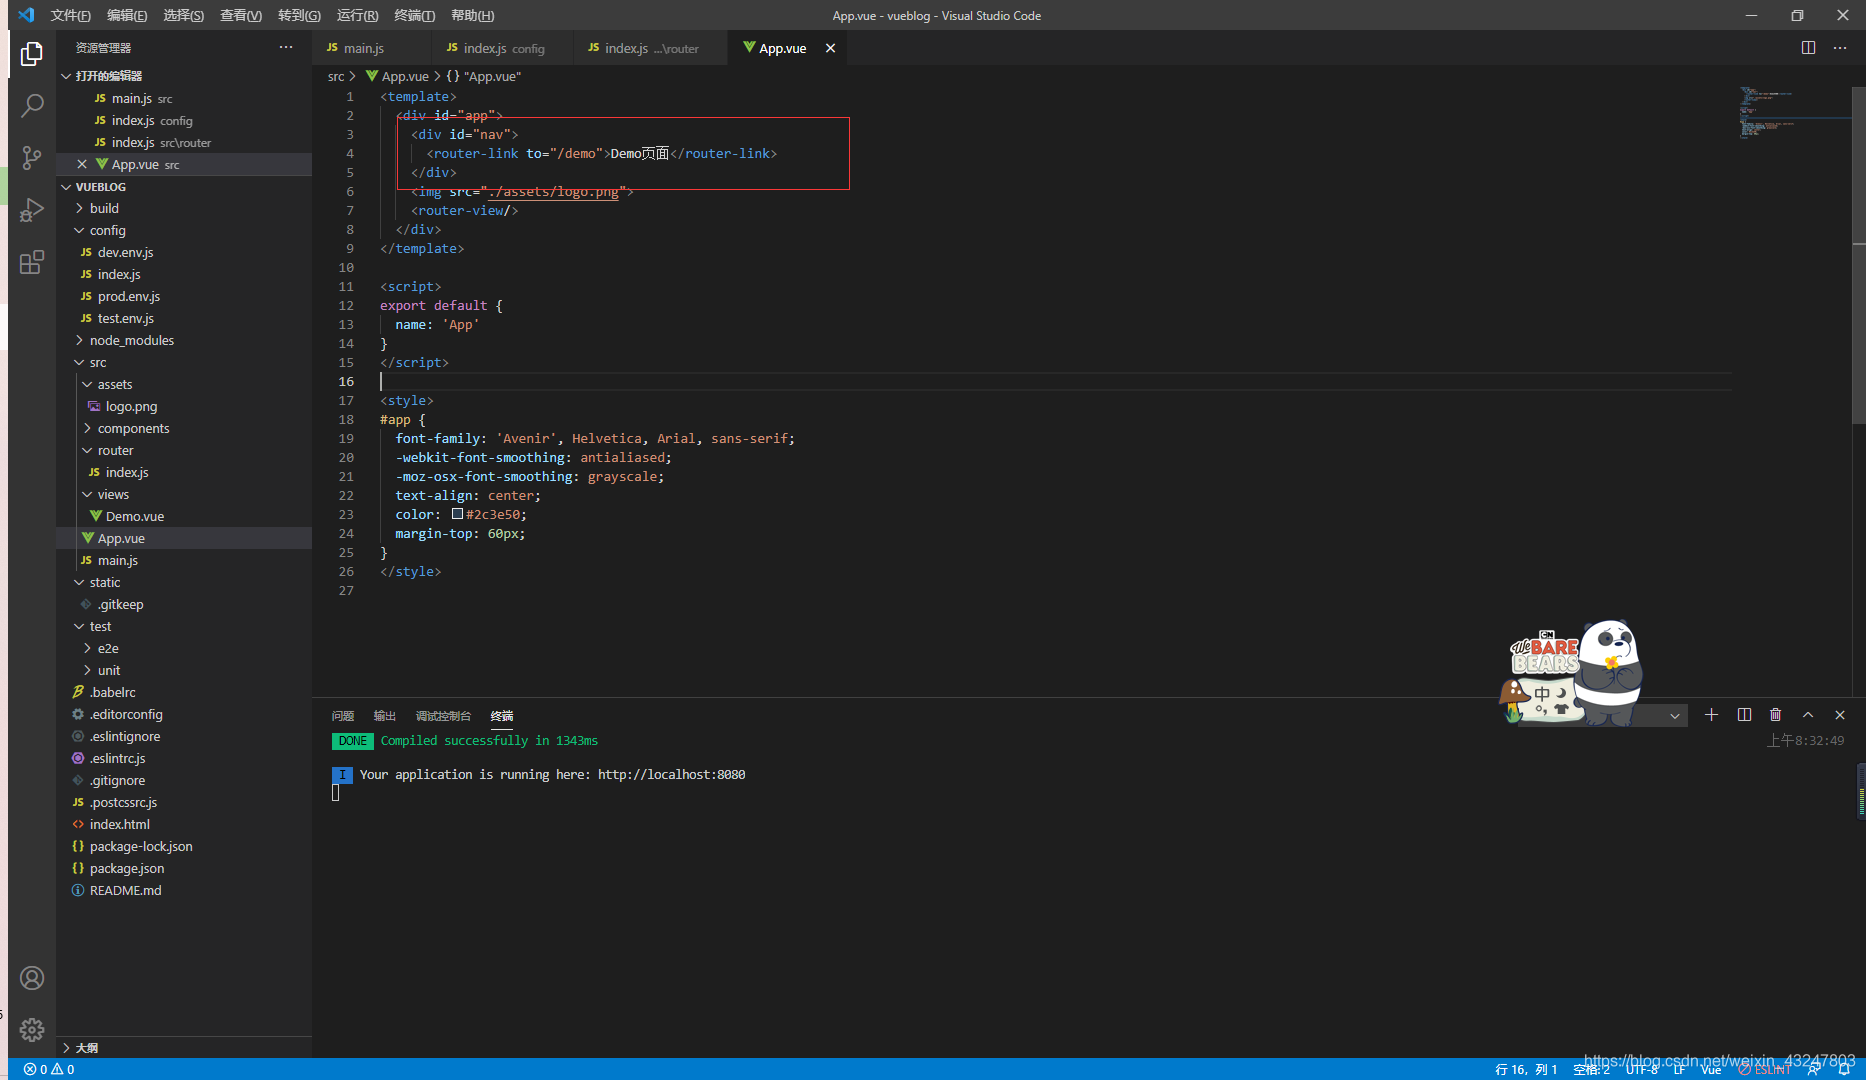 文件(F) 编辑(E) 选择(S) 查看(V) 转到(G) 运行(R) 终端(T) 帮助(H) App.vue - vueblog - Visual Studio Code
资源管理器
打开的编辑器
JS main.js src
JS index.js config
JS index.js src\router
App.vue src
VUEBLOG
build
config
JS dev.env.js
JS index.js
JS prod.env.js
JS test.env.js
node_modules
src
assets
logo.png
components
router
JS index.js
views
Demo.vue
App.vue
JS main.js
static
.gitkeep
test
e2e
unit
.babelrc
.editorconfig
.eslintignore
.eslintrc.js
.gitignore
JS .postcssrc.js
index.html
package-lock.json
package.json
README.md
大纲
JS main.js JS index.js config JS index.js ...\router App.vue
src > App.vue > {} "App.vue"
1 <template>
2 <div id="app">
3 <div id="nav">
4 <router-link to="/demo">Demo页面</router-link>
5 </div>
6 <img src="./assets/logo.png">
7 <router-view/>
8 </div>
9 </template>
10
11 <script>
12 export default {
13 name: 'App'
14 }
15 </script>
16
17 <style>
18 #app {
19 font-family: 'Avenir', Helvetica, Arial, sans-serif;
20 -webkit-font-smoothing: antialiased;
21 -moz-osx-font-smoothing: grayscale;
22 text-align: center;
23 color: #2c3e50;
24 margin-top: 60px;
25 }
26 </style>
27
CN
We BARE BEARS
中
问题 输出 调试控制台 终端
DONE Compiled successfully in 1343ms 上午8:32:49
I Your application is running here: http://localhost:8080
0 0 行 16，列 1 空格: 2 UTF-8 LF Vue ESLINT
https://blog.csdn.net/weixin_43247803